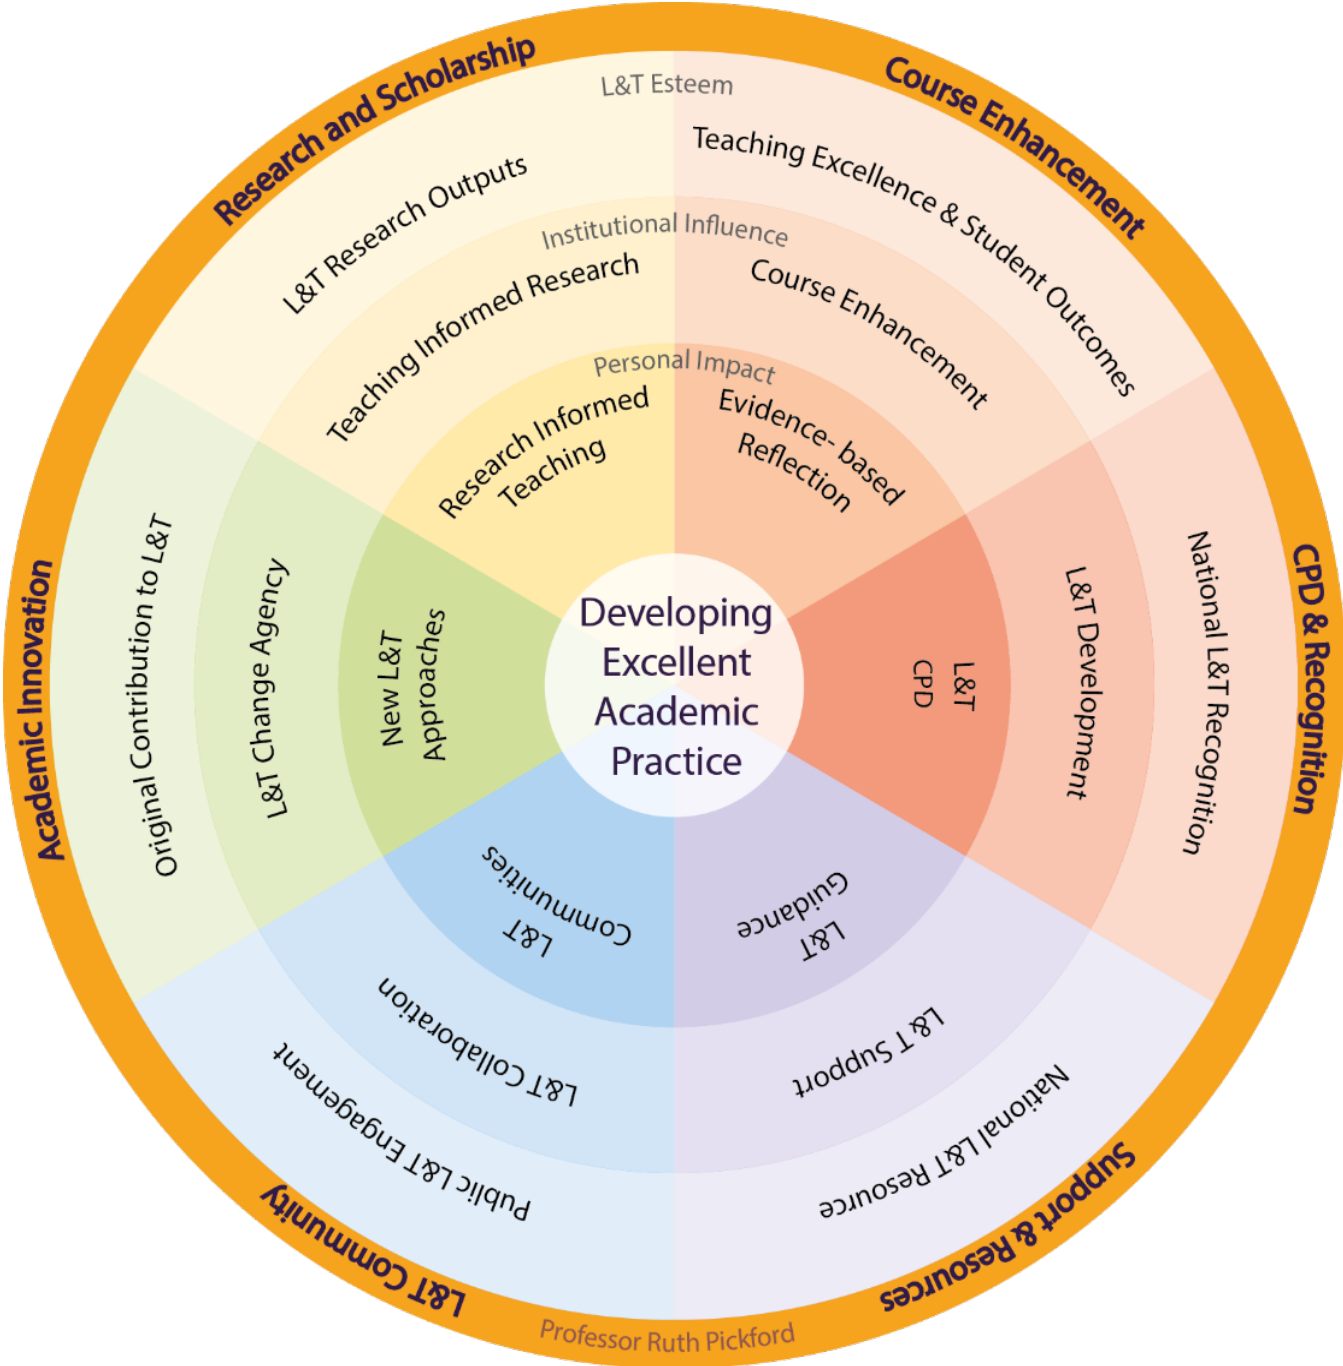 Research and Scholarship
Course Enhancement
CPD & Recognition
Support & Resources
L&T Community
Academic Innovation
L&T Esteem
L&T Research Outputs
Teaching Excellence & Student Outcomes
National L&T Recognition
National L&T Resource
Public L&T Engagement
Original Contribution to L&T
Institutional Influence
Teaching Informed Research
Course Enhancement
L&T Development
L&T Support
L&T Collaboration
L&T Change Agency
Personal Impact
Research Informed
Teaching
Evidence- based
Reflection
L&T
CPD
L&T
Guidance
L&T
Communities
New L&T
Approaches
Developing
Excellent
Academic
Practice
Professor Ruth Pickford